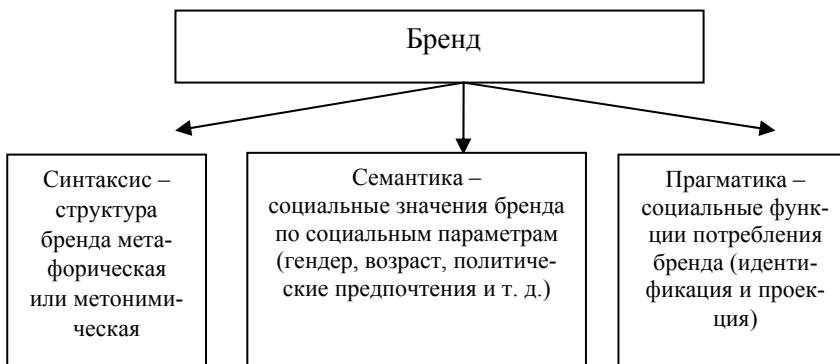 Бренд
Синтаксис –
структура
бренда мета-
форическая
или метоними-
ческая
Семантика –
социальные значения бренда
по социальным параметрам
(гендер, возраст, политиче-
ские предпочтения и т. д.)
Прагматика –
социальные функ-
ции потребления
бренда (иденти-
фикация и проек-
ция)